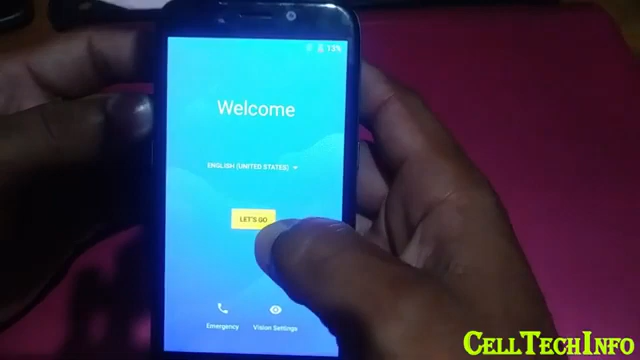 13%
Welcome
ENGLISH (UNITED STATES)
LET'S GO
Emergency
Vision Settings
CellTechInfo